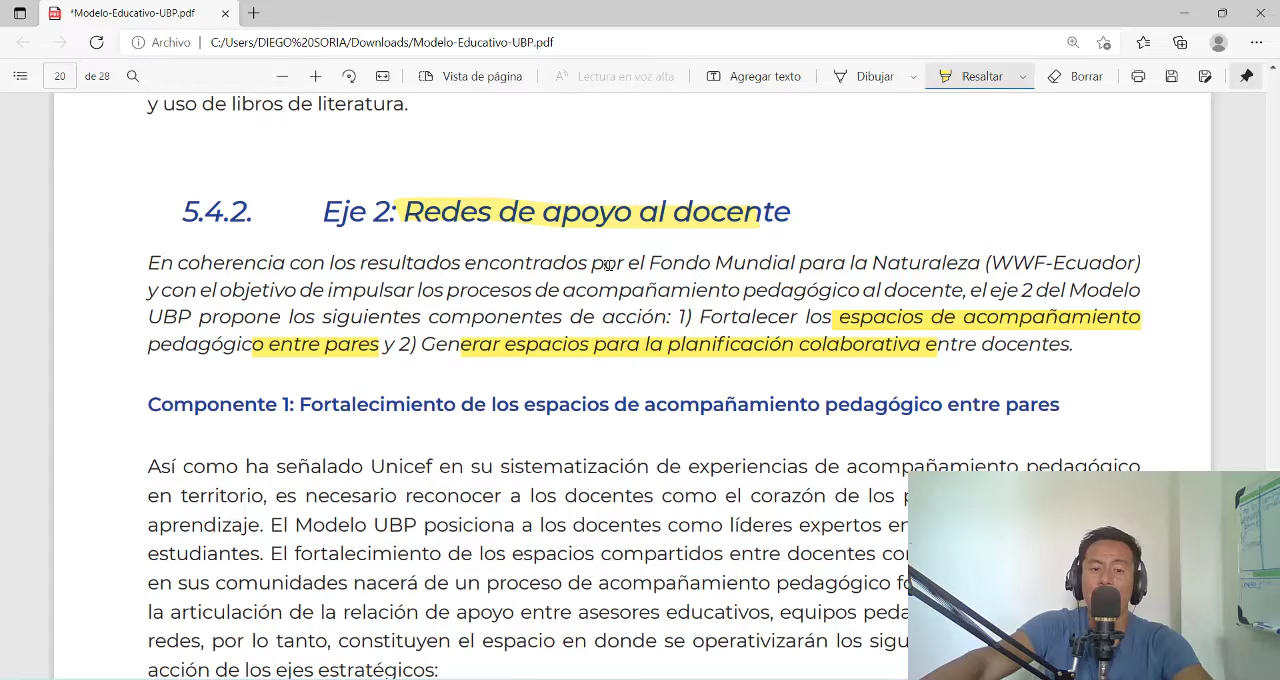 *Modelo-Educativo-UBP.pdf
Archivo | C:/Users/DIEGO%20SORIA/Downloads/Modelo-Educativo-UBP.pdf
20 de 28 Vista de página Lectura en voz alta Agregar texto Dibujar Resaltar Borrar
y uso de libros de literatura.
5.4.2. Eje 2: Redes de apoyo al docente
En coherencia con los resultados encontrados por el Fondo Mundial para la Naturaleza (WWF-Ecuador)
y con el objetivo de impulsar los procesos de acompañamiento pedagógico al docente, el eje 2 del Modelo
UBP propone los siguientes componentes de acción: 1) Fortalecer los espacios de acompañamiento
pedagógico entre pares y 2) Generar espacios para la planificación colaborativa entre docentes.
Componente 1: Fortalecimiento de los espacios de acompañamiento pedagógico entre pares
Así como ha señalado Unicef en su sistematización de experiencias de acompañamiento pedagógico
en territorio, es necesario reconocer a los docentes como el corazón de los
aprendizaje. El Modelo UBP posiciona a los docentes como líderes expertos en
estudiantes. El fortalecimiento de los espacios compartidos entre docentes
en sus comunidades nacirá de un proceso de acompañamiento pedagógico
la articulación de la relación de apoyo entre asesores educativos, equipos
redes, por lo tanto, constituyen el espacio en donde se operativizarán los
acción de los ejes estratégicos: